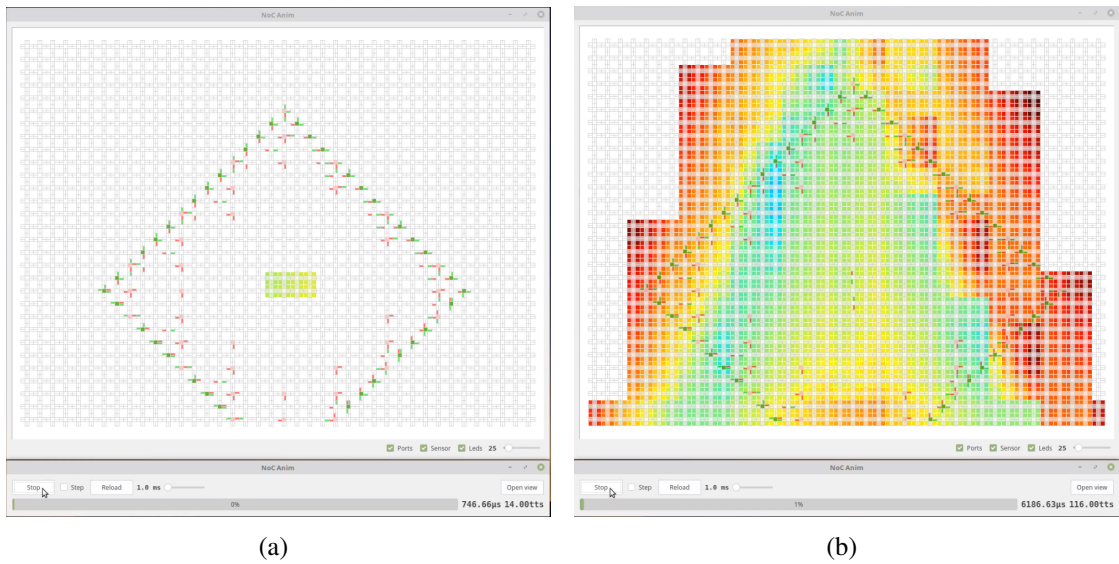 NoC Anim
Ports Sensor Leds 25
NoC Anim
Stop Step Reload 1.0 ms Open view
0% 746.66µs 14.00tts
(a)
NoC Anim
Ports Sensor Leds 25
NoC Anim
Stop Step Reload 1.0 ms Open view
1% 6186.63µs 116.00tts
(b)